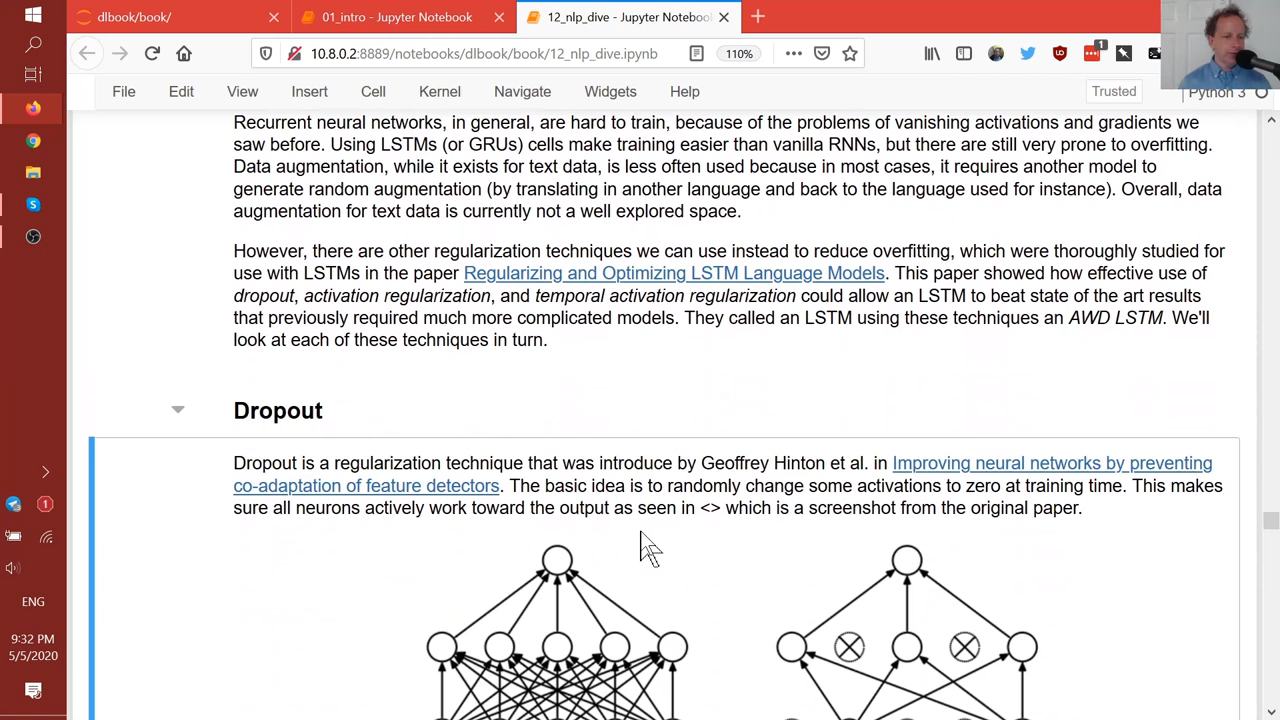 dlbook/book/
01_intro - Jupyter Notebook
12_nlp_dive - Jupyter Notebook
10.8.0.2:8889/notebooks/dlbook/book/12_nlp_dive.ipynb
110%
1
File Edit View Insert Cell Kernel Navigate Widgets Help
Trusted
Python 3
Recurrent neural networks, in general, are hard to train, because of the problems of vanishing activations and gradients we
saw before. Using LSTMs (or GRUs) cells make training easier than vanilla RNNs, but there are still very prone to overfitting.
Data augmentation, while it exists for text data, is less often used because in most cases, it requires another model to
generate random augmentation (by translating in another language and back to the language used for instance). Overall, data
augmentation for text data is currently not a well explored space.
However, there are other regularization techniques we can use instead to reduce overfitting, which were thoroughly studied for
use with LSTMs in the paper Regularizing and Optimizing LSTM Language Models. This paper showed how effective use of
dropout, activation regularization, and temporal activation regularization could allow an LSTM to beat state of the art results
that previously required much more complicated models. They called an LSTM using these techniques an AWD LSTM. We'll
look at each of these techniques in turn.
Dropout
Dropout is a regularization technique that was introduce by Geoffrey Hinton et al. in Improving neural networks by preventing
co-adaptation of feature detectors. The basic idea is to randomly change some activations to zero at training time. This makes
sure all neurons actively work toward the output as seen in <> which is a screenshot from the original paper.
1
ENG
9:32 PM
5/5/2020